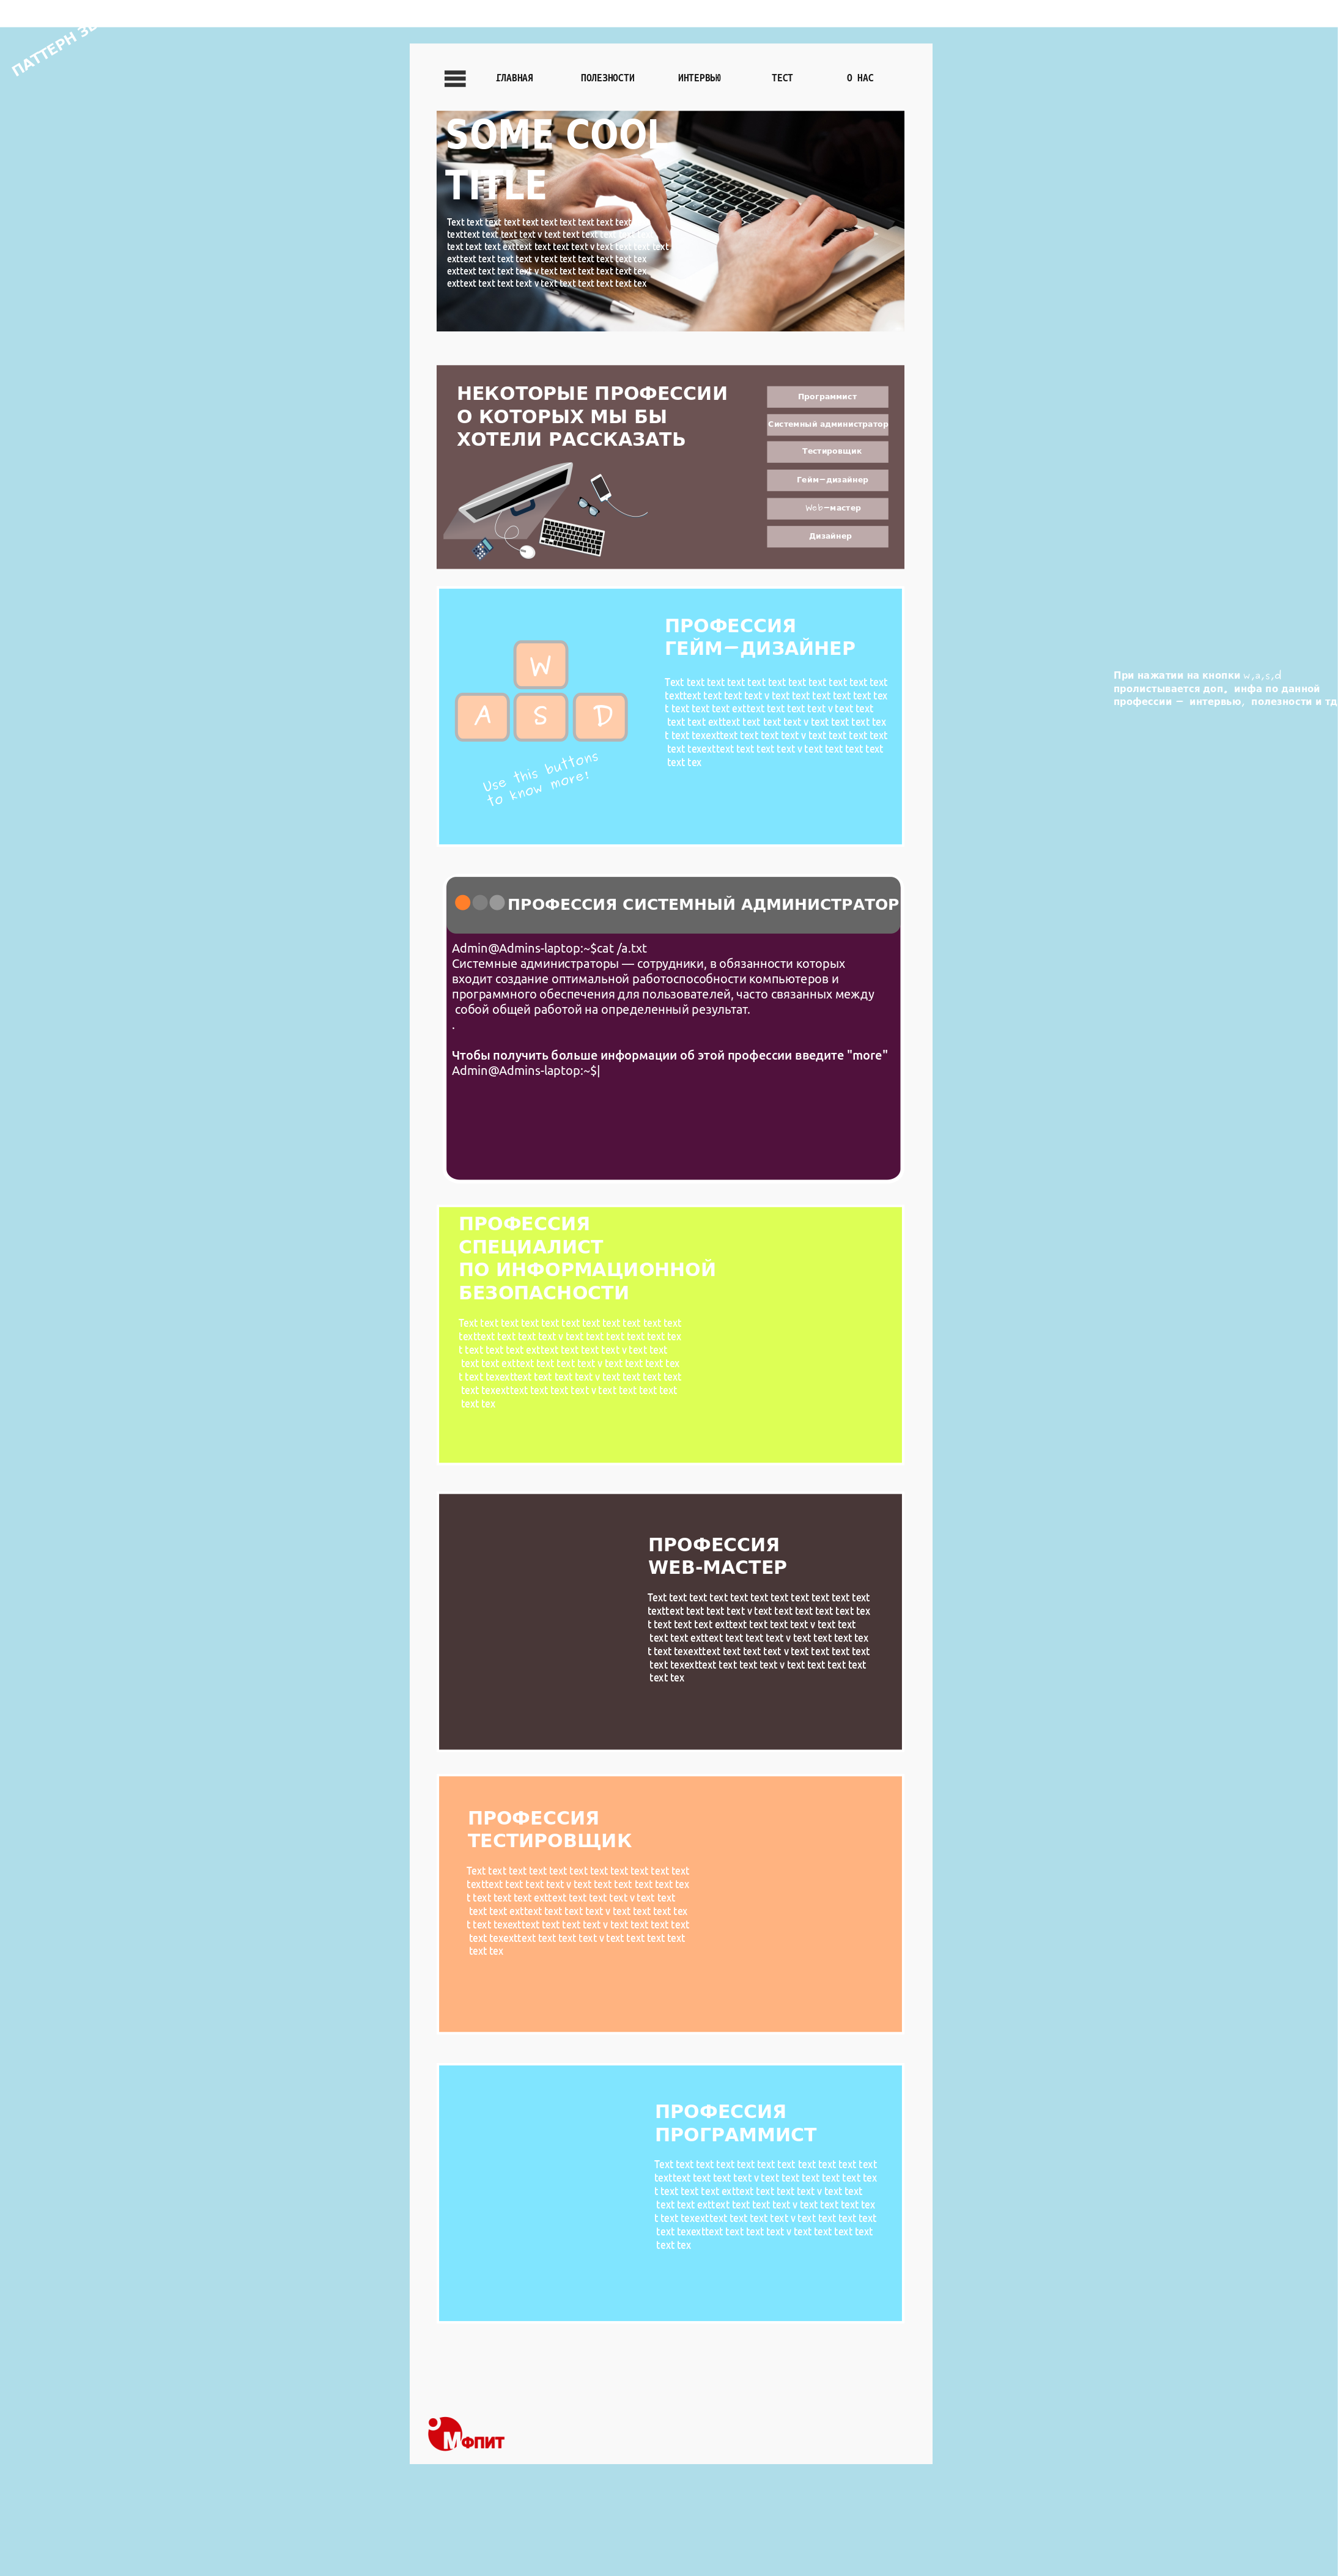 ПАТТЕРН
ГЛАВНАЯ ПОЛЕЗНОСТИ ИНТЕРВЬЮ ТЕСТ О НАС
SOME COOL
TITLE
Text text text text text text text text text text
texttext text text text v text text text text text
text text text exttext text text text v text text text text
exttext text text text v text text text text text tex
exttext text text text v text text text text text tex
exttext text text text v text text text text text tex
НЕКОТОРЫЕ ПРОФЕССИИ
О КОТОРЫХ МЫ БЫ
ХОТЕЛИ РАССКАЗАТЬ
Программист
Системный администратор
Тестировщик
Гейм-дизайнер
Web-мастер
Дизайнер
ПРОФЕССИЯ
ГЕЙМ-ДИЗАЙНЕР
Text text text text text text text text text text text
texttext text text text v text text text text text tex
t text text text exttext text text text v text text
text text exttext text text text v text text text tex
t text texexttext text text text v text text text text
text texexttext text text text v text text text text
text tex
W
A S D
Use this buttons
to know more!
При нажатии на кнопки w,a,s,d
пролистывается доп. инфа по данной
профессии - интервью, полезности и тд
ПРОФЕССИЯ СИСТЕМНЫЙ АДМИНИСТРАТОР
Admin@Admins-laptop:~$cat /a.txt
Системные администраторы — сотрудники, в обязанности которых
входит создание оптимальной работоспособности компьютеров и
программного обеспечения для пользователей, часто связанных между
собой общей работой на определенный результат.
.
Чтобы получить больше информации об этой профессии введите "more"
Admin@Admins-laptop:~$|
ПРОФЕССИЯ
СПЕЦИАЛИСТ
ПО ИНФОРМАЦИОННОЙ
БЕЗОПАСНОСТИ
Text text text text text text text text text text text
texttext text text text v text text text text text tex
t text text text exttext text text text v text text
text text exttext text text text v text text text tex
t text texexttext text text text v text text text text
text texexttext text text text v text text text text
text tex
ПРОФЕССИЯ
WEB-МАСТЕР
Text text text text text text text text text text text
texttext text text text v text text text text text tex
t text text text exttext text text text v text text
text text exttext text text text v text text text tex
t text texexttext text text text v text text text text
text texexttext text text text v text text text text
text tex
ПРОФЕССИЯ
ТЕСТИРОВЩИК
Text text text text text text text text text text text
texttext text text text v text text text text text tex
t text text text exttext text text text v text text
text text exttext text text text v text text text tex
t text texexttext text text text v text text text text
text texexttext text text text v text text text text
text tex
ПРОФЕССИЯ
ПРОГРАММИСТ
Text text text text text text text text text text text
texttext text text text v text text text text text tex
t text text text exttext text text text v text text
text text exttext text text text v text text text tex
t text texexttext text text text v text text text text
text texexttext text text text v text text text text
text tex
МФПИТ